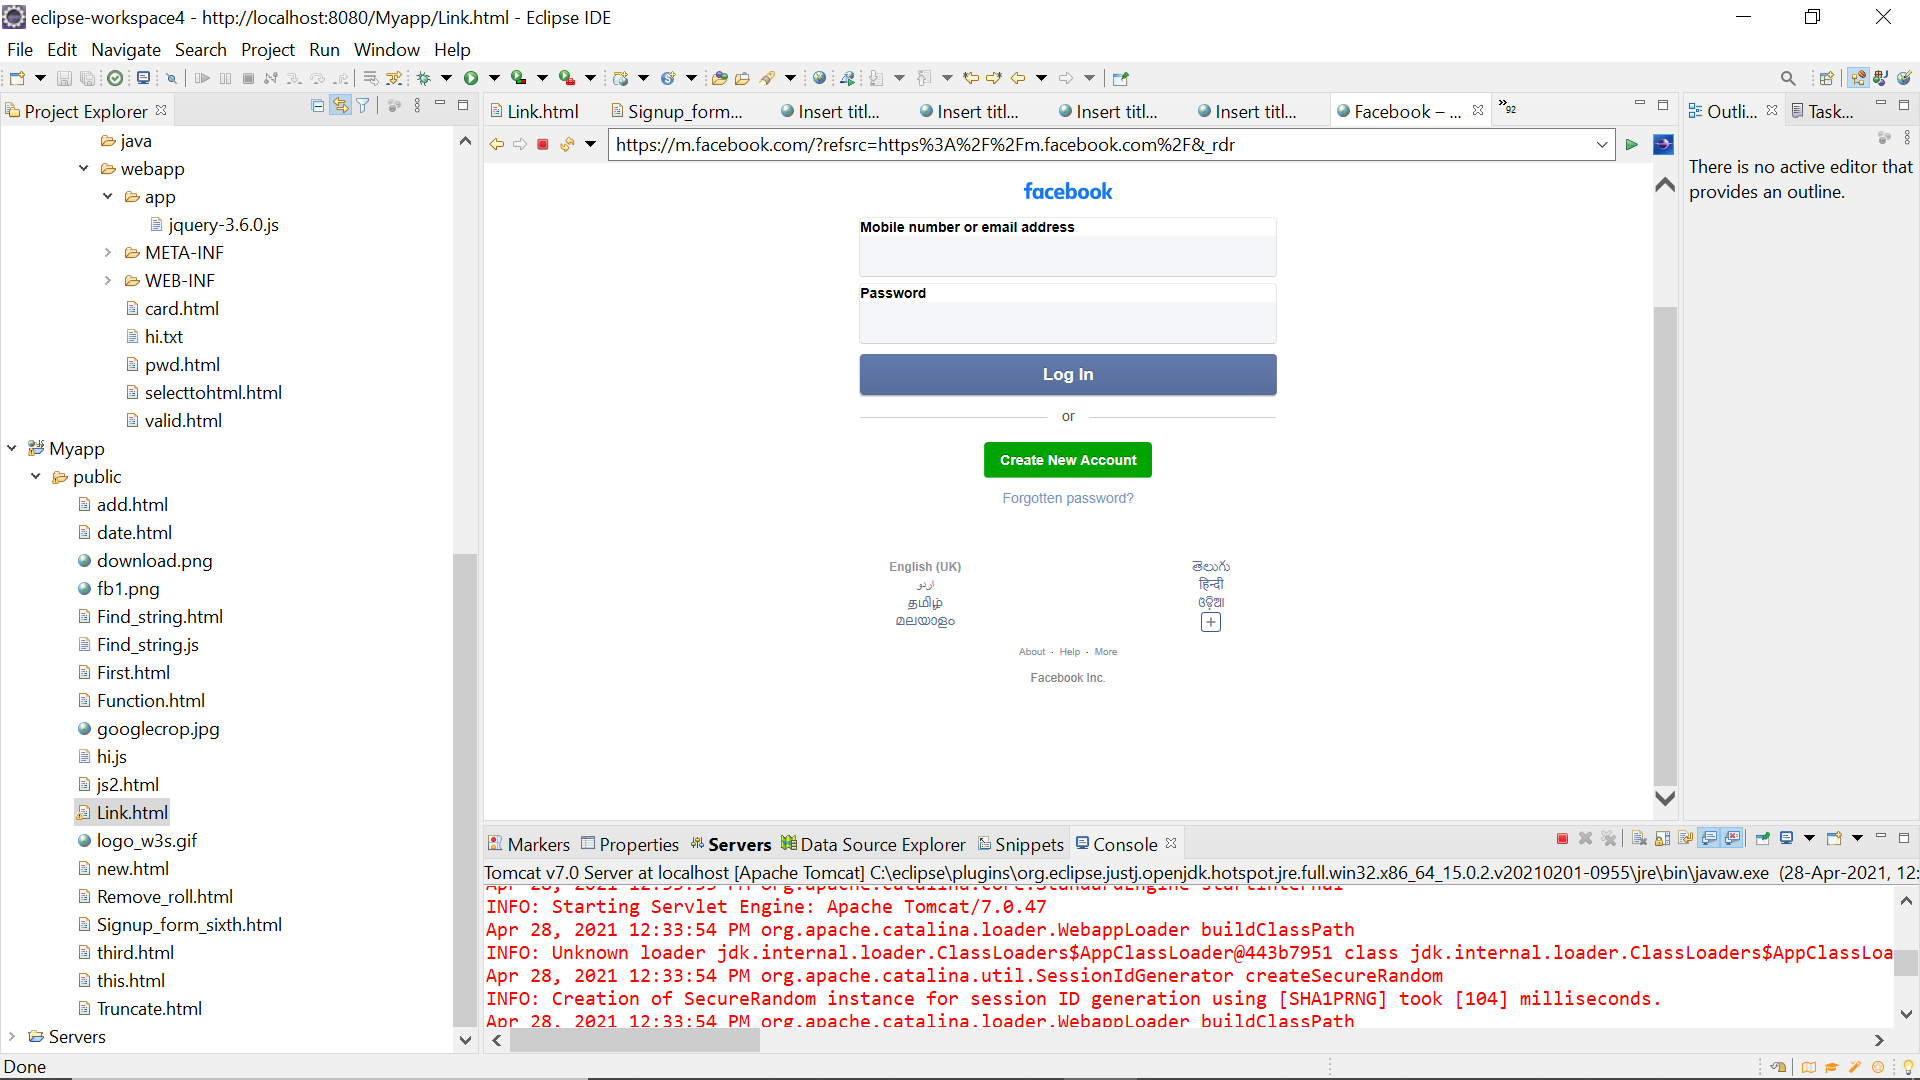 eclipse-workspace4 - http://localhost:8080/Myapp/Link.html - Eclipse IDE
File Edit Navigate Search Project Run Window Help
Project Explorer
java
webapp
app
jquery-3.6.0.js
META-INF
WEB-INF
card.html
hi.txt
pwd.html
selecttohtml.html
valid.html
Myapp
public
add.html
date.html
download.png
fb1.png
Find_string.html
Find_string.js
First.html
Function.html
googlecrop.jpg
hi.js
js2.html
Link.html
logo_w3s.gif
new.html
Remove_roll.html
Signup_form_sixth.html
third.html
this.html
Truncate.html
Servers
Link.html Signup_form... Insert titl... Insert titl... Insert titl... Insert titl... Facebook – ... »92
https://m.facebook.com/?refsrc=https%3A%2F%2Fm.facebook.com%2F&_rdr
facebook
Mobile number or email address
Password
Log In
or
Create New Account
Forgotten password?
English (UK)
اردو
தமிழ்
മലയാളം
తెలుగు
हिन्दी
ଓଡ଼ିଆ
About · Help · More
Facebook Inc.
Outli... Task...
There is no active editor that
provides an outline.
Markers Properties Servers Data Source Explorer Snippets Console
Tomcat v7.0 Server at localhost [Apache Tomcat] C:\eclipse\plugins\org.eclipse.justj.openjdk.hotspot.jre.full.win32.x86_64_15.0.2.v20210201-0955\jre\bin\javaw.exe (28-Apr-2021, 12:
INFO: Starting Servlet Engine: Apache Tomcat/7.0.47
Apr 28, 2021 12:33:54 PM org.apache.catalina.loader.WebappLoader buildClassPath
INFO: Unknown loader jdk.internal.loader.ClassLoaders$AppClassLoader@443b7951 class jdk.internal.loader.ClassLoaders$AppClassLoa
Apr 28, 2021 12:33:54 PM org.apache.catalina.util.SessionIdGenerator createSecureRandom
INFO: Creation of SecureRandom instance for session ID generation using [SHA1PRNG] took [104] milliseconds.
Apr 28, 2021 12:33:54 PM org.apache.catalina.loader.WebappLoader buildClassPath
Done